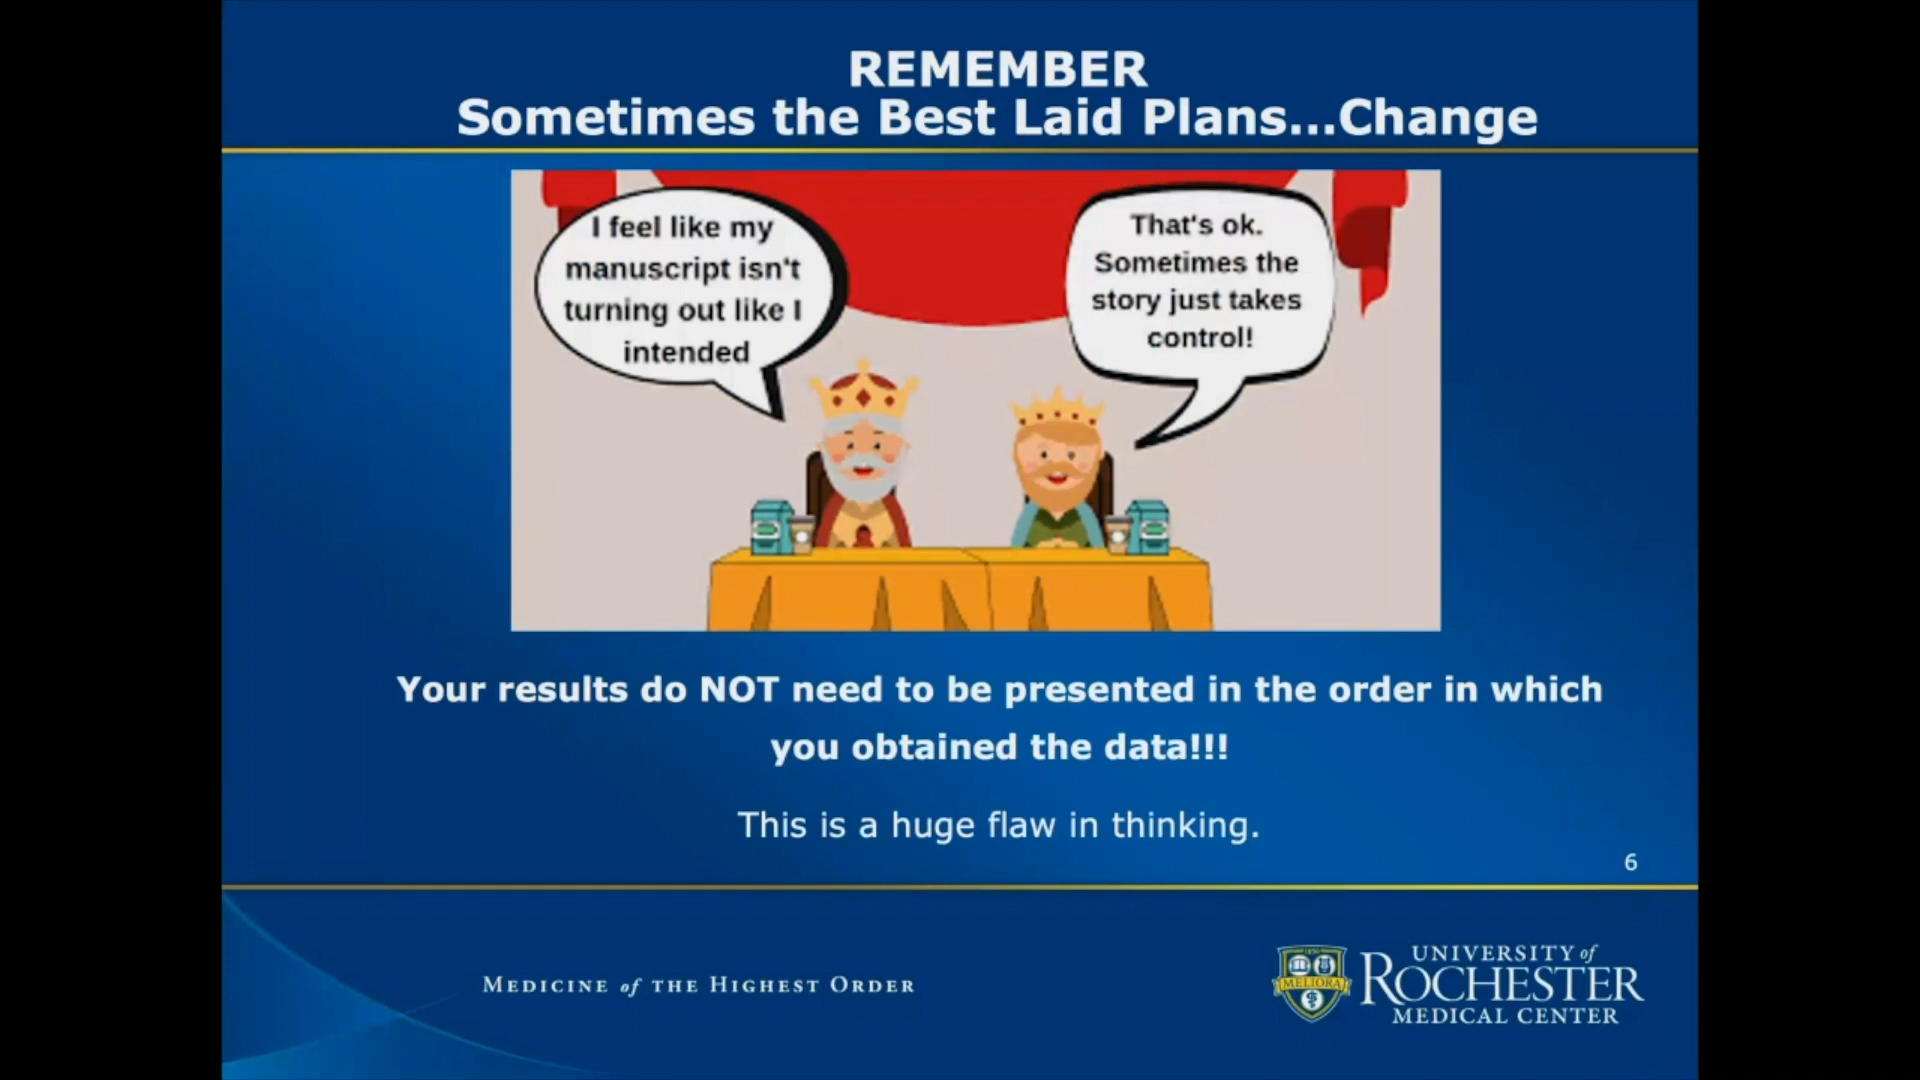 REMEMBER
Sometimes the Best Laid Plans...Change
I feel like my
manuscript isn't
turning out like I
intended
That's ok.
Sometimes the
story just takes
control!
Your results do NOT need to be presented in the order in which
you obtained the data!!!
This is a huge flaw in thinking.
6
MEDICINE of THE HIGHEST ORDER
MELIORA
UNIVERSITY of
ROCHESTER
MEDICAL CENTER